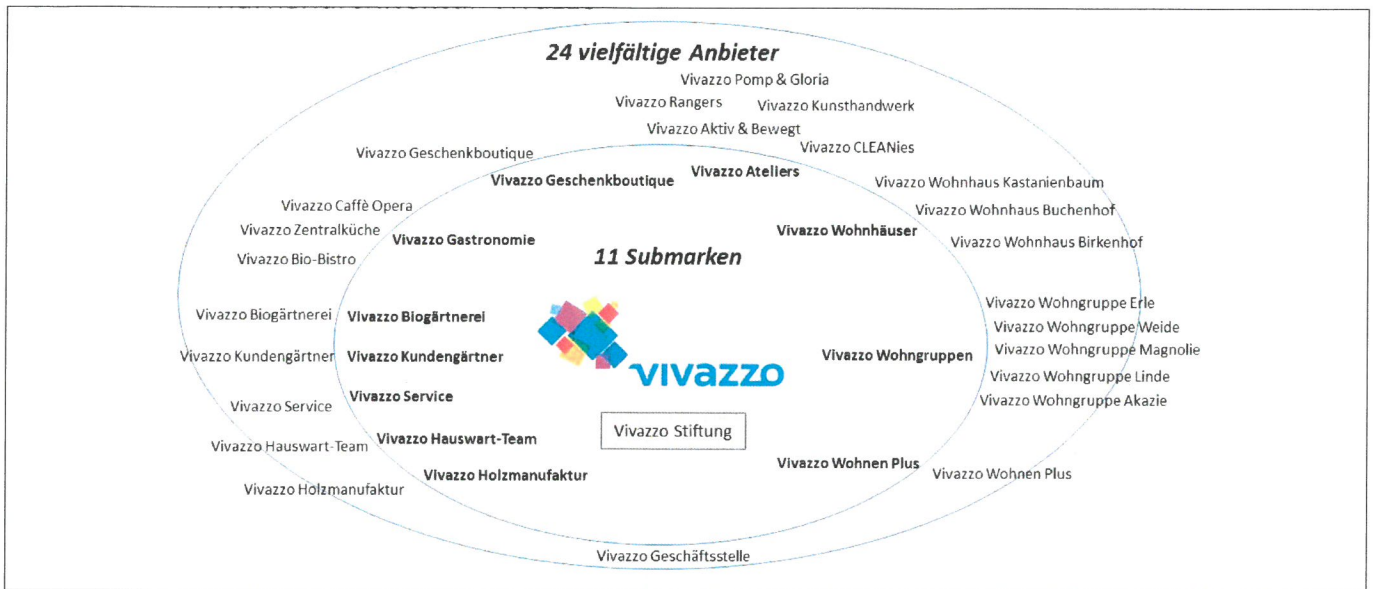 24 vielfältige Anbieter
Vivazzo Pomp & Gloria
Vivazzo Rangers
Vivazzo Kunsthandwerk
Vivazzo Aktiv & Bewegt
Vivazzo CLEANies
Vivazzo Geschenkboutique
Vivazzo Geschenkboutique
Vivazzo Ateliers
Vivazzo Wohnhaus Kastanienbaum
Vivazzo Caffè Opera
Vivazzo Wohnhaus Buchenhof
Vivazzo Zentralküche
Vivazzo Gastronomie
Vivazzo Wohnhäuser
Vivazzo Wohnhaus Birkenhof
Vivazzo Bio-Bistro
11 Submarken
Vivazzo Biogärtnerei
Vivazzo Biogärtnerei
Vivazzo Wohngruppe Erle
Vivazzo Wohngruppe Weide
Vivazzo Kundengärtner
Vivazzo Kundengärtner
Vivazzo Wohngruppen
Vivazzo Wohngruppe Magnolie
vivazzo
Vivazzo Wohngruppe Linde
Vivazzo Service
Vivazzo Service
Vivazzo Wohngruppe Akazie
Vivazzo Stiftung
Vivazzo Hauswart-Team
Vivazzo Hauswart-Team
Vivazzo Holzmanufaktur
Vivazzo Holzmanufaktur
Vivazzo Wohnen Plus
Vivazzo Wohnen Plus
Vivazzo Geschäftsstelle